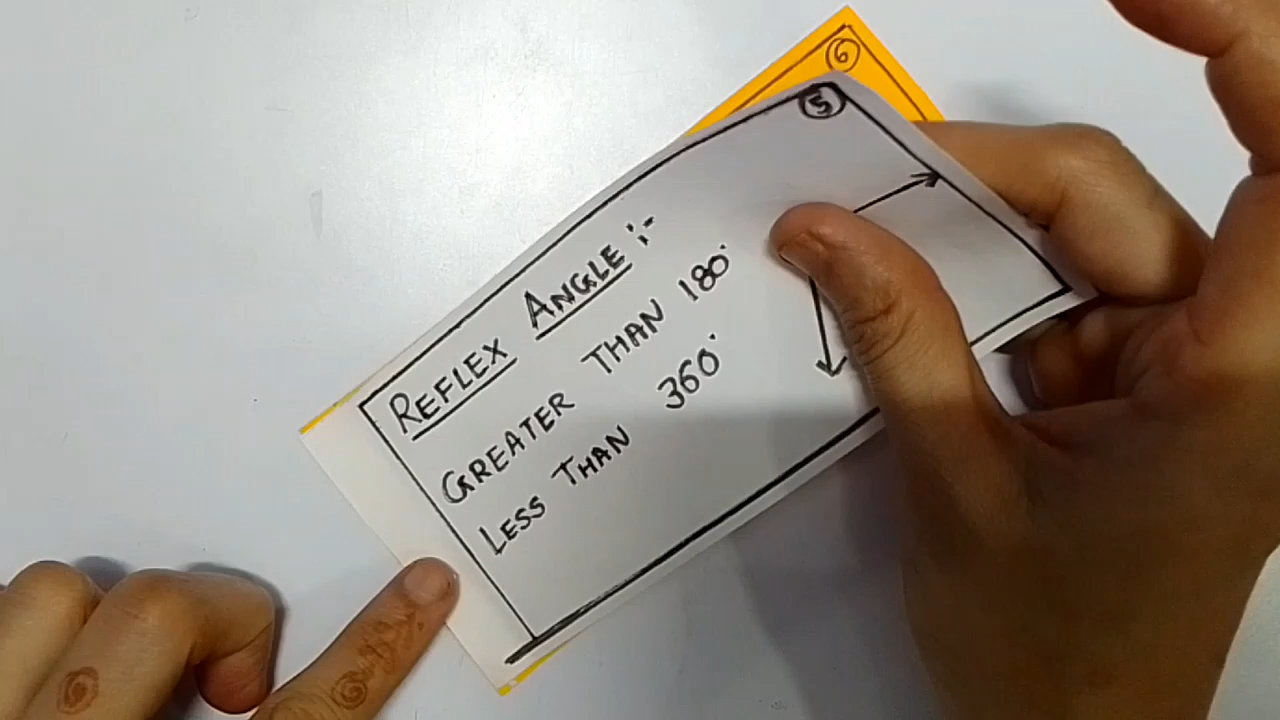 6
5
REFLEX ANGLE :-
GREATER THAN 180°
LESS THAN 360°